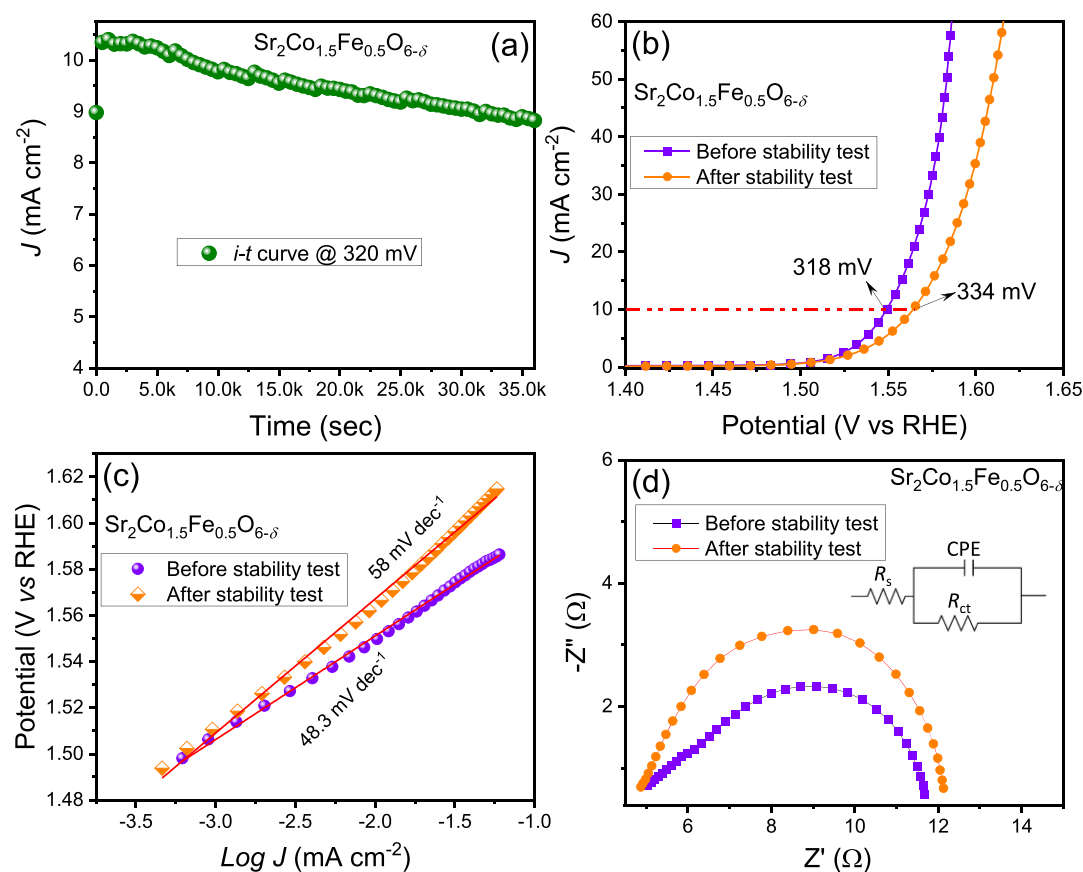 (a)
Sr2Co1.5Fe0.5O6-δ
i-t curve @ 320 mV
J (mA cm-2)
4
5
6
7
8
9
10
11
0.0
5.0k
10.0k
15.0k
20.0k
25.0k
30.0k
35.0k
Time (sec)
(b)
Sr2Co1.5Fe0.5O6-δ
Before stability test
After stability test
318 mV
334 mV
J (mA cm-2)
0
10
20
30
40
50
60
1.40
1.45
1.50
1.55
1.60
1.65
Potential (V vs RHE)
(c)
Sr2Co1.5Fe0.5O6-δ
Before stability test
After stability test
58 mV dec-1
48.3 mV dec-1
Potential (V vs RHE)
1.48
1.50
1.52
1.54
1.56
1.58
1.60
1.62
-3.5
-3.0
-2.5
-2.0
-1.5
-1.0
Log J (mA cm-2)
(d)
Sr2Co1.5Fe0.5O6-δ
Before stability test
After stability test
CPE
Rs
Rct
-Z" (Ω)
2
4
6
6
8
10
12
14
Z' (Ω)